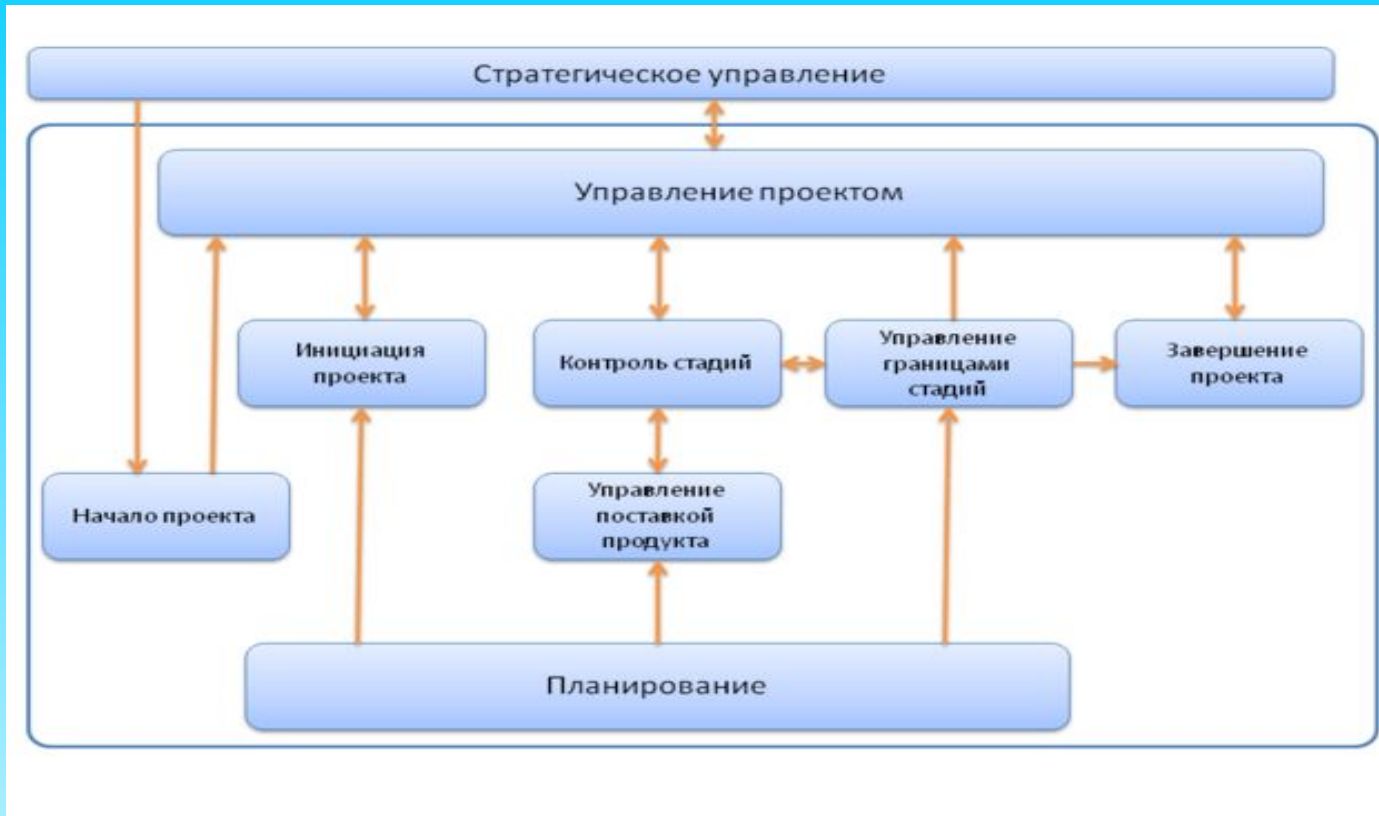 Стратегическое управление
Управление проектом
Инициация
проекта
Контроль стадий
Управление
границами
стадий
Завершение
проекта
Начало проекта
Управление
поставкой
продукта
Планирование